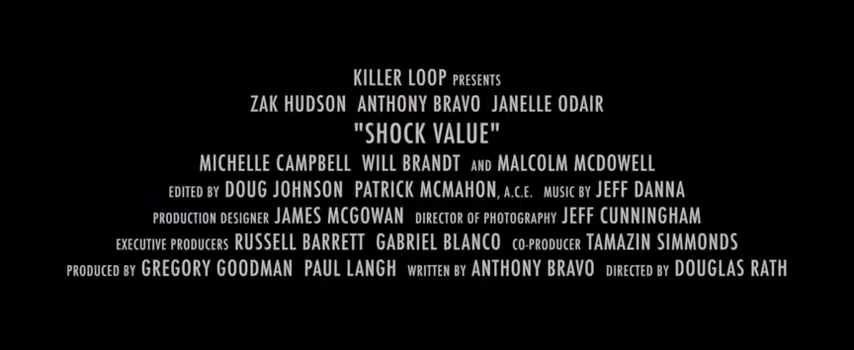 KILLER LOOP PRESENTS
ZAK HUDSON ANTHONY BRAVO JANELLE ODAIR
"SHOCK VALUE"
MICHELLE CAMPBELL WILL BRANDT AND MALCOLM MCDOWELL
EDITED BY DOUG JOHNSON PATRICK MCMAHON, A.C.E. MUSIC BY JEFF DANNA
PRODUCTION DESIGNER JAMES MCGOWAN DIRECTOR OF PHOTOGRAPHY JEFF CUNNINGHAM
EXECUTIVE PRODUCERS RUSSELL BARRETT GABRIEL BLANCO CO-PRODUCER TAMAZIN SIMMONDS
PRODUCED BY GREGORY GOODMAN PAUL LANGH WRITTEN BY ANTHONY BRAVO DIRECTED BY DOUGLAS RATH